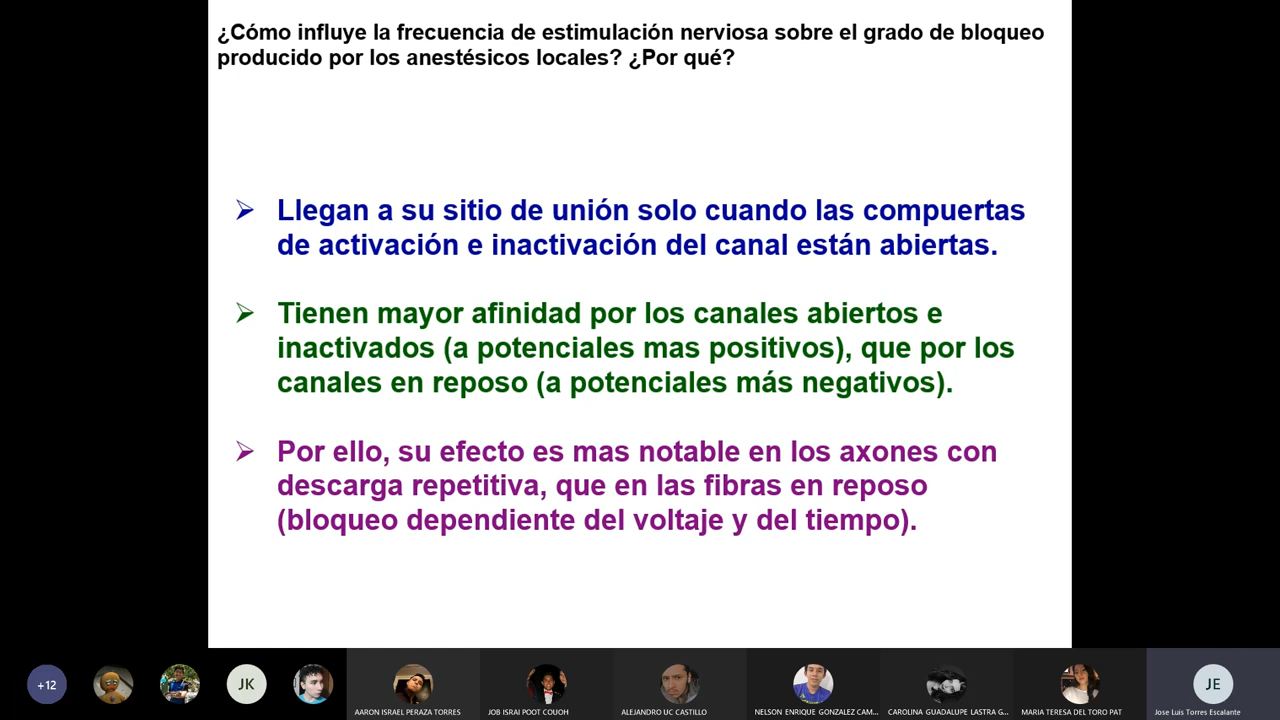 ¿Cómo influye la frecuencia de estimulación nerviosa sobre el grado de bloqueo
producido por los anestésicos locales? ¿Por qué?
Llegan a su sitio de unión solo cuando las compuertas
de activación e inactivación del canal están abiertas.
Tienen mayor afinidad por los canales abiertos e
inactivados (a potenciales mas positivos), que por los
canales en reposo (a potenciales más negativos).
Por ello, su efecto es mas notable en los axones con
descarga repetitiva, que en las fibras en reposo
(bloqueo dependiente del voltaje y del tiempo).
+12
JK
JE
AARON ISRAEL PERAZA TORRES
JOB ISRAI POOT COUOH
ALEJANDRO UC CASTILLO
NELSON ENRIQUE GONZALEZ CAM...
CAROLINA GUADALUPE LASTRA G...
MARIA TERESA DEL TORO PAT
Jose Luis Torres Escalante